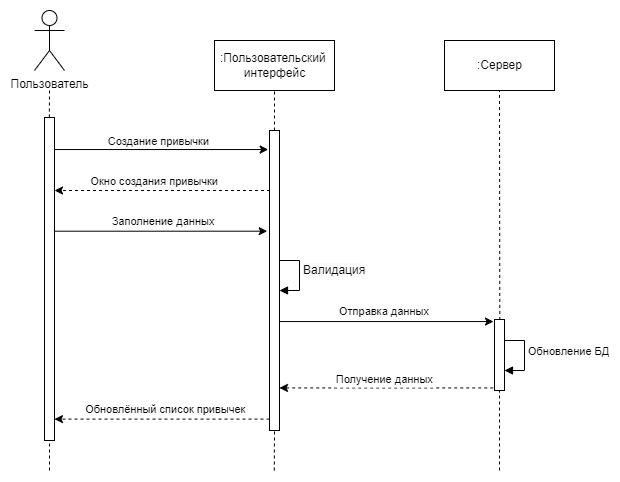 Пользователь
:Пользовательский
интерфейс
:Сервер
Создание привычки
Окно создания привычки
Заполнение данных
Валидация
Отправка данных
Обновление БД
Получение данных
Обновлённый список привычек